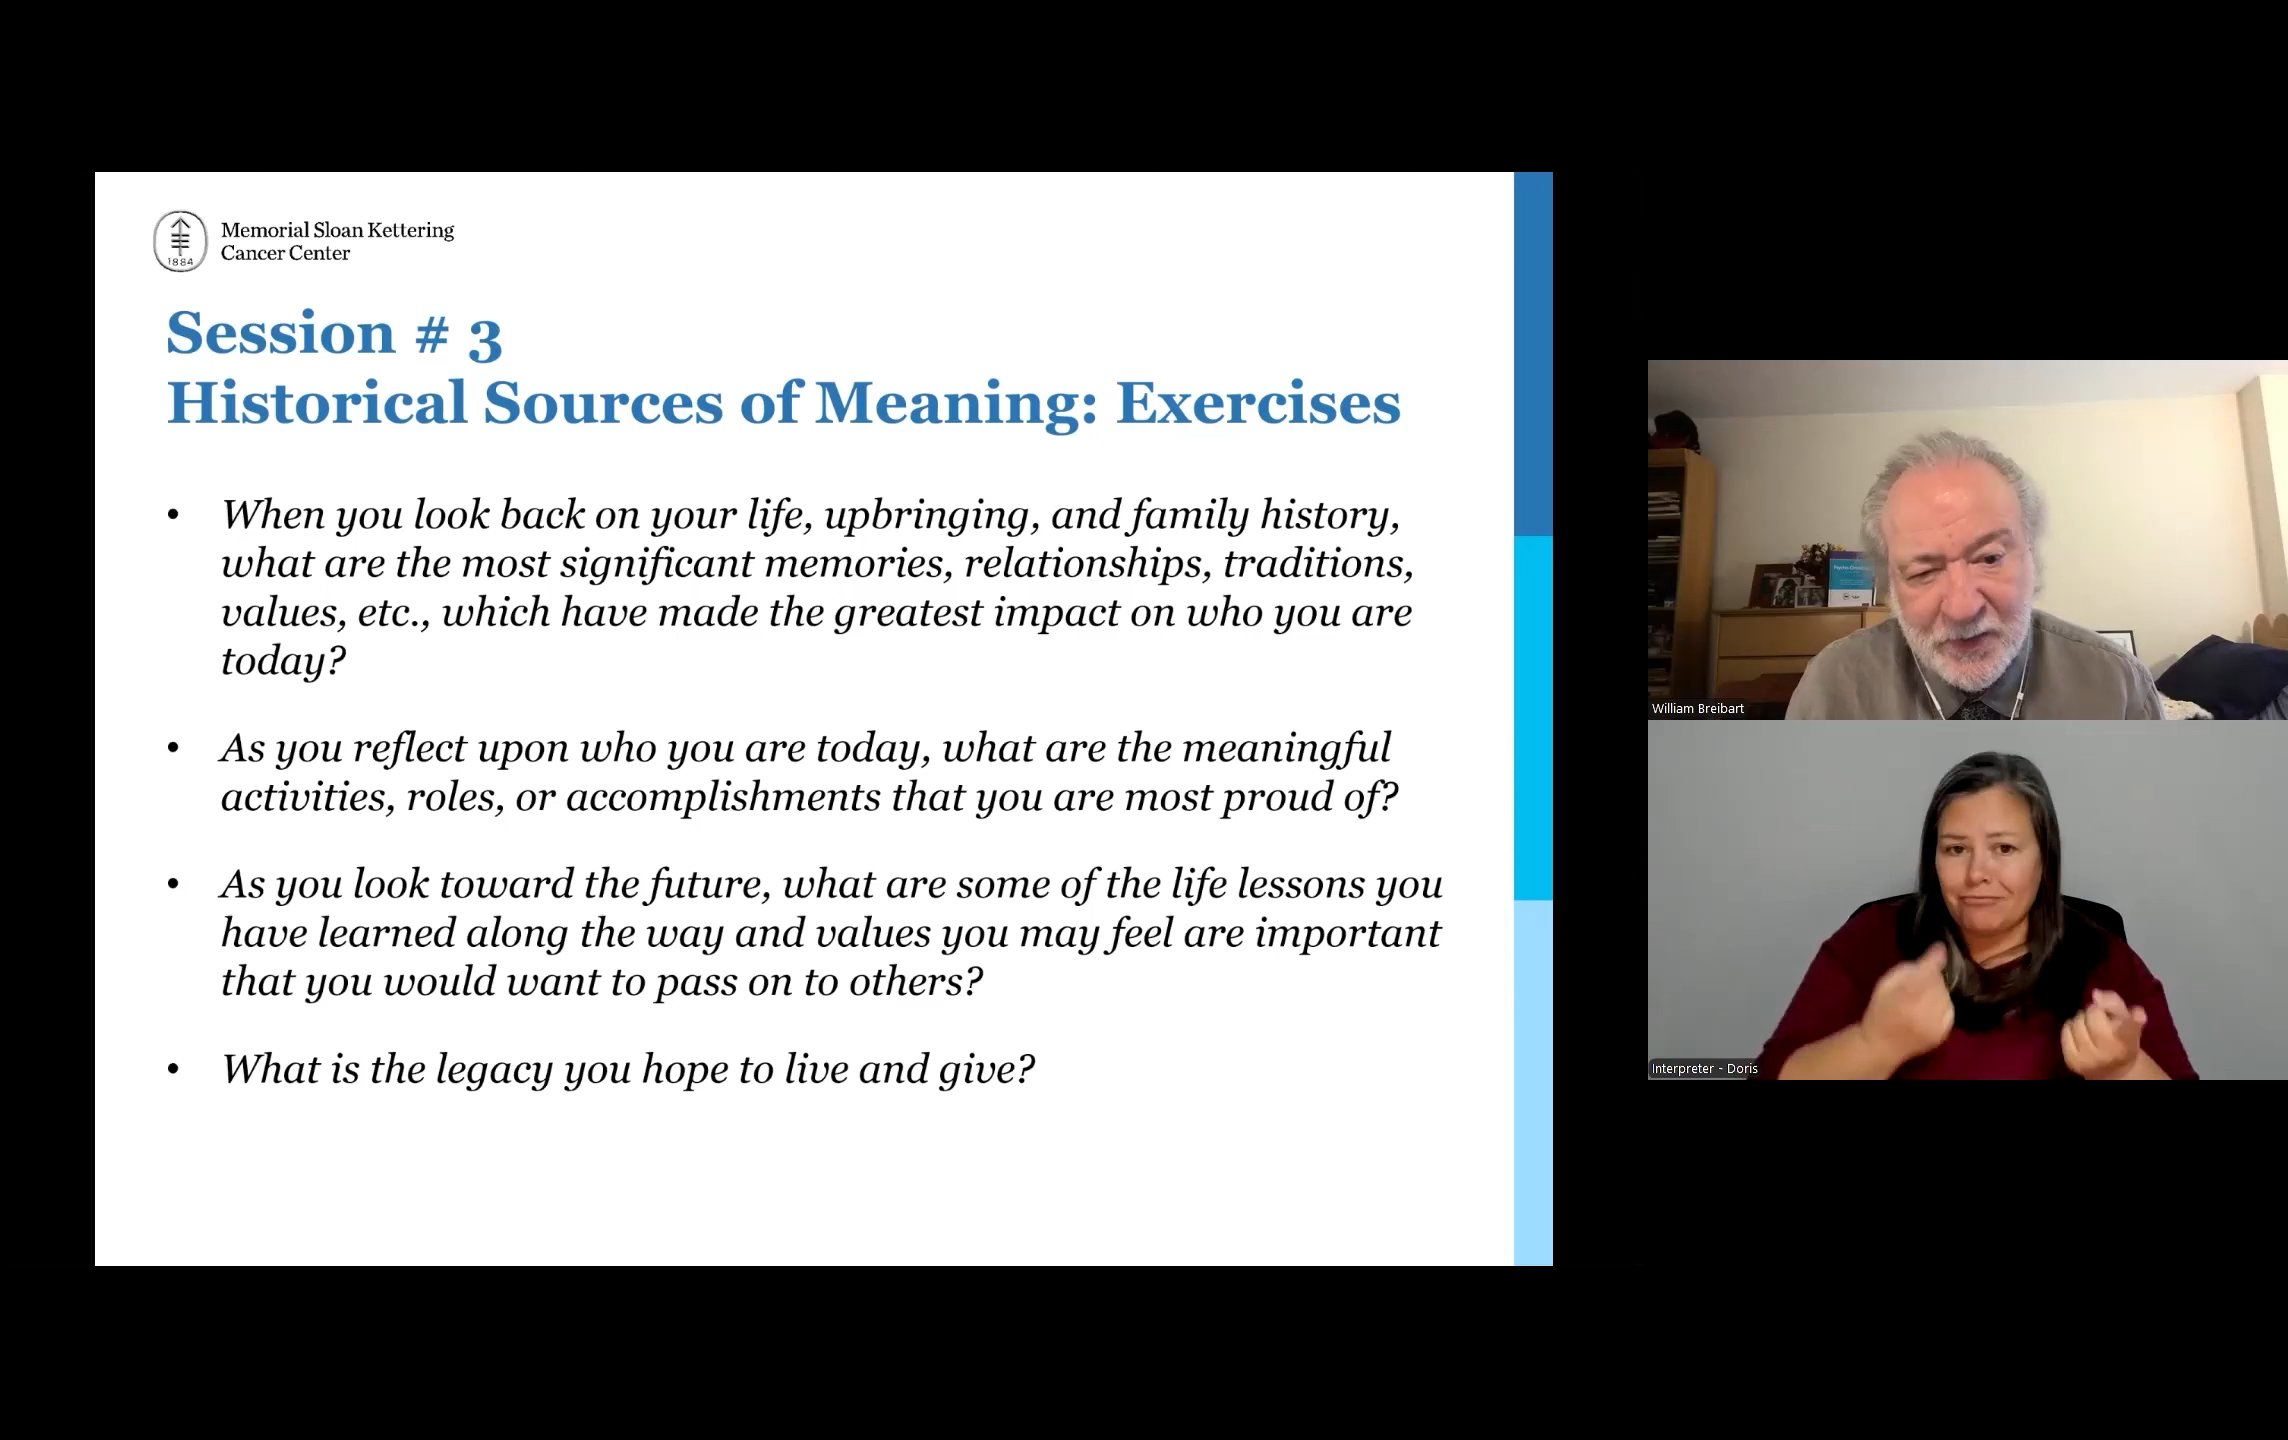 Memorial Sloan Kettering
Cancer Center
1884
Session # 3
Historical Sources of Meaning: Exercises
• When you look back on your life, upbringing, and family history,
what are the most significant memories, relationships, traditions,
values, etc., which have made the greatest impact on who you are
today?
• As you reflect upon who you are today, what are the meaningful
activities, roles, or accomplishments that you are most proud of?
• As you look toward the future, what are some of the life lessons you
have learned along the way and values you may feel are important
that you would want to pass on to others?
• What is the legacy you hope to live and give?
William Breibart
Interpreter - Doris